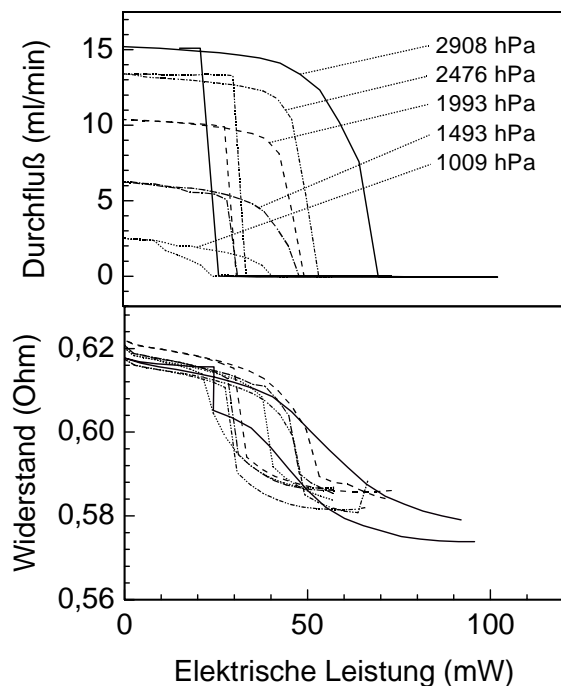 Durchfluß (ml/min)
15
10
5
0
2908 hPa
2476 hPa
1993 hPa
1493 hPa
1009 hPa
Widerstand (Ohm)
0,62
0,60
0,58
0,56
0
50
100
Elektrische Leistung (mW)